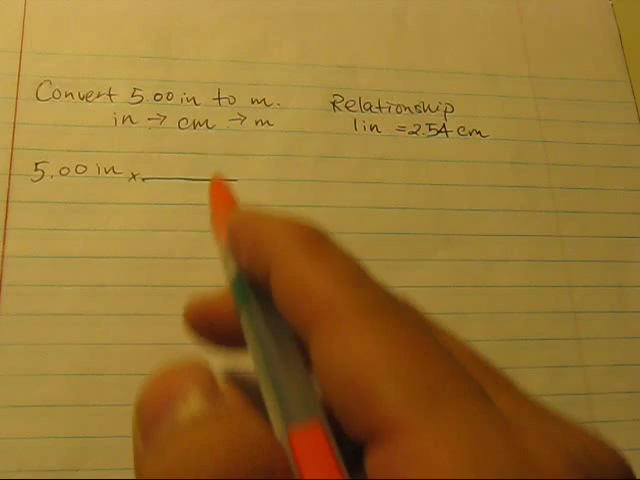 Convert 5.00 in to m.
in → cm → m
Relationship
1in = 2.54 cm
5.00 in x